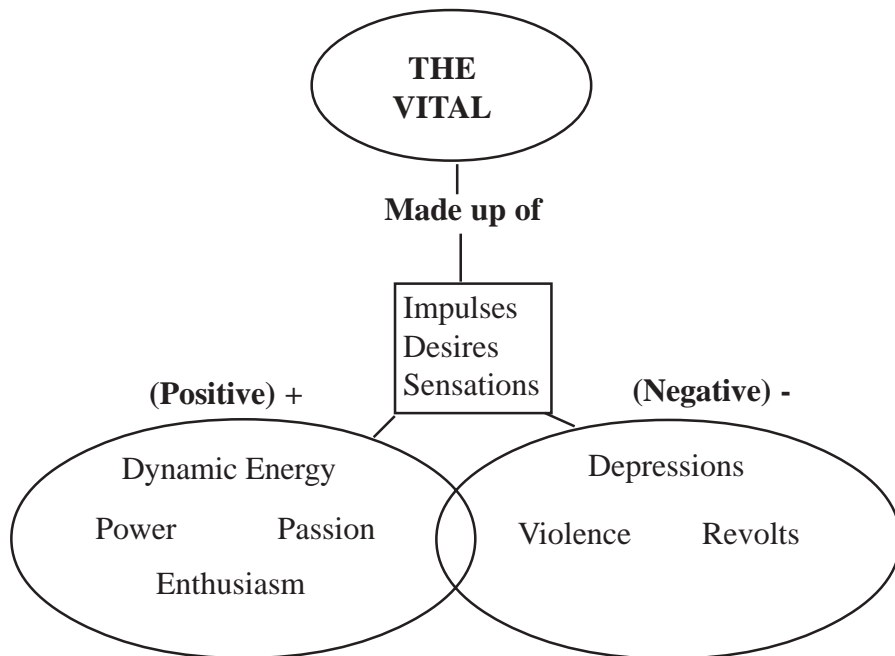 THE
VITAL
Made up of
Impulses
Desires
Sensations
(Positive) +
(Negative) -
Dynamic Energy
Power Passion
Enthusiasm
Depressions
Violence Revolts